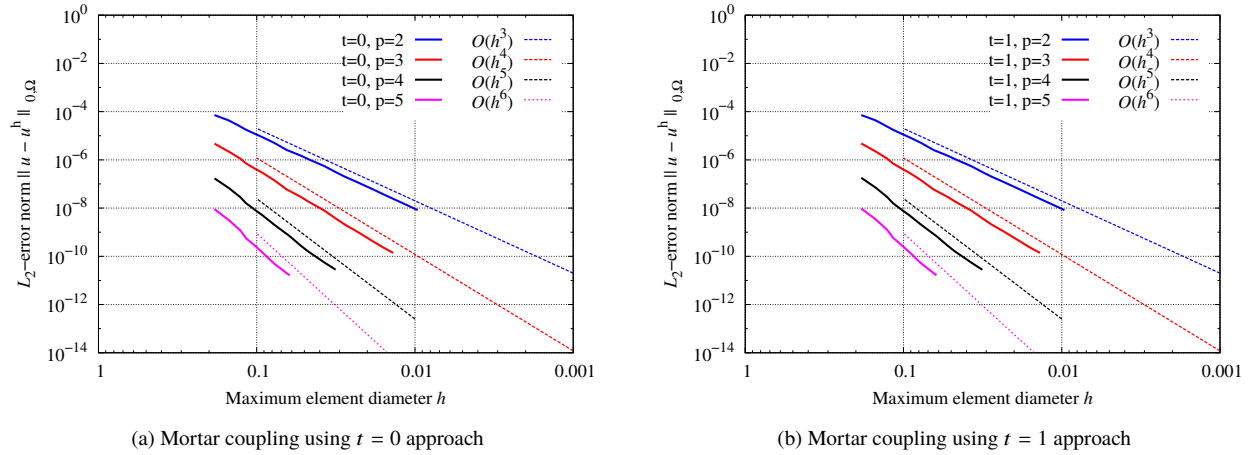 10^0
10^-2
10^-4
10^-6
10^-8
10^-10
10^-12
10^-14
1 0.1 0.01 0.001
L_2−error norm || u − u^h ||_0,Ω
Maximum element diameter h
t=0, p=2 O(h^3)
t=0, p=3 O(h^4)
t=0, p=4 O(h^5)
t=0, p=5 O(h^6)
(a) Mortar coupling using t = 0 approach
10^0
10^-2
10^-4
10^-6
10^-8
10^-10
10^-12
10^-14
1 0.1 0.01 0.001
L_2−error norm || u − u^h ||_0,Ω
Maximum element diameter h
t=1, p=2 O(h^3)
t=1, p=3 O(h^4)
t=1, p=4 O(h^5)
t=1, p=5 O(h^6)
(b) Mortar coupling using t = 1 approach